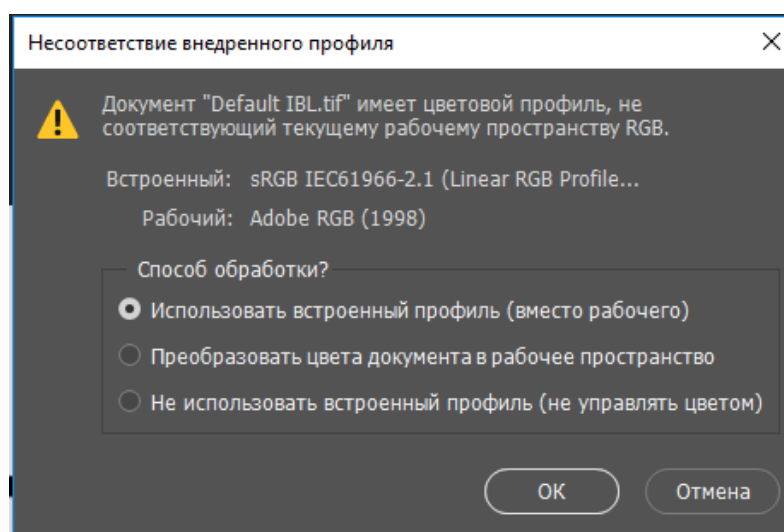 Несоответствие внедренного профиля
Документ "Default IBL.tif" имеет цветовой профиль, не
соответствующий текущему рабочему пространству RGB.
Встроенный: sRGB IEC61966-2.1 (Linear RGB Profile...
Рабочий: Adobe RGB (1998)
Способ обработки?
Использовать встроенный профиль (вместо рабочего)
Преобразовать цвета документа в рабочее пространство
Не использовать встроенный профиль (не управлять цветом)
ОК Отмена